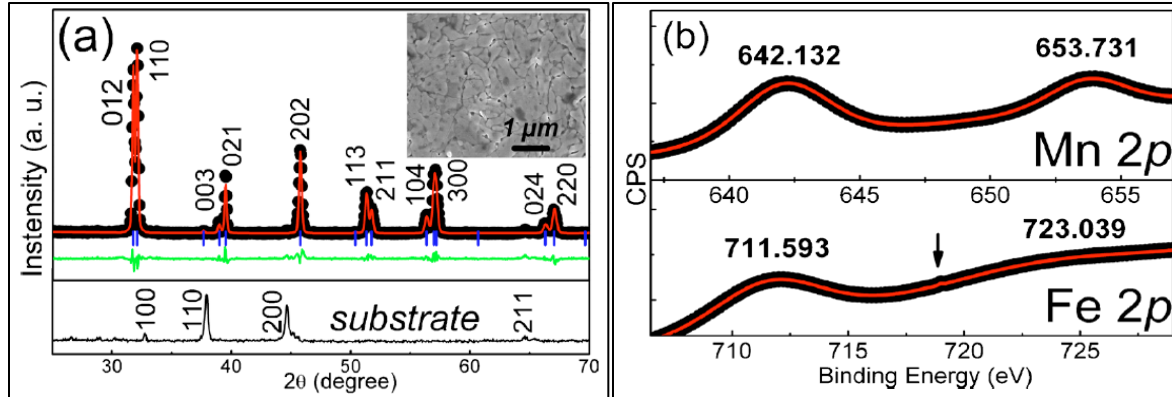 (a)
Instensity (a. u.)
012
110
003
021
202
113
211
104
300
024
220
1 μm
100
110
200
substrate
211
30 40 50 60 70
2θ (degree)
(b)
642.132
653.731
Mn 2p
640 645 650 655
CPS
711.593
723.039
Fe 2p
710 715 720 725
Binding Energy (eV)